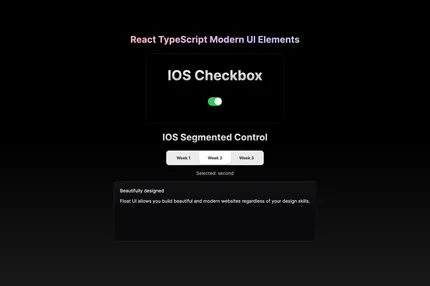 React TypeScript Modern UI Elements
IOS Checkbox
IOS Segmented Control
Week 1 Week 2 Week 3
Selected: second
Beautifully designed
Float UI allows you build beautiful and modern websites regardless of your design skills.